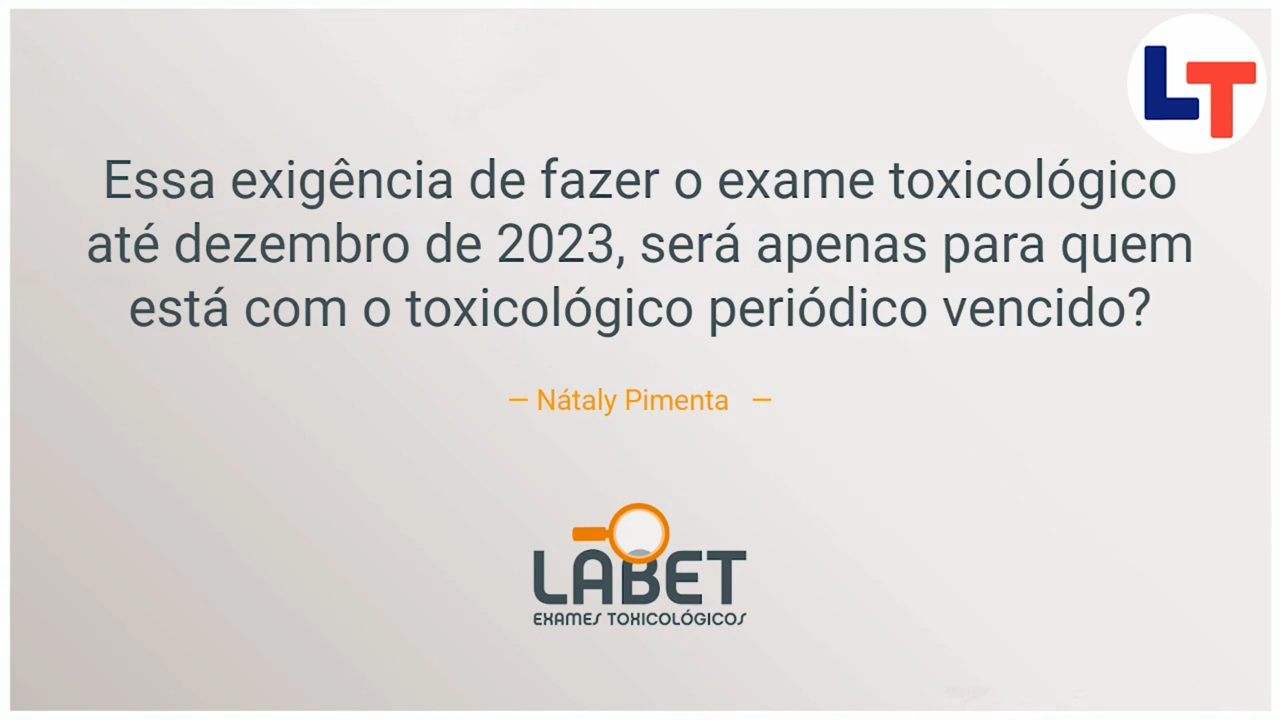 LT
Essa exigência de fazer o exame toxicológico
até dezembro de 2023, será apenas para quem
está com o toxicológico periódico vencido?
— Nátaly Pimenta —
LABET
EXAMES TOXICOLÓGICOS